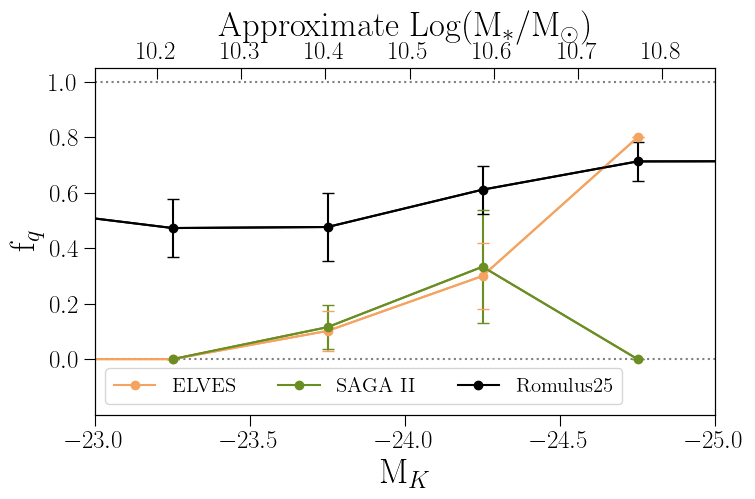 Approximate Log(M*/M☉)
10.2 10.3 10.4 10.5 10.6 10.7 10.8
1.0
0.8
0.6
0.4
0.2
0.0
f_q
ELVES SAGA II Romulus25
−23.0 −23.5 −24.0 −24.5 −25.0
M_K